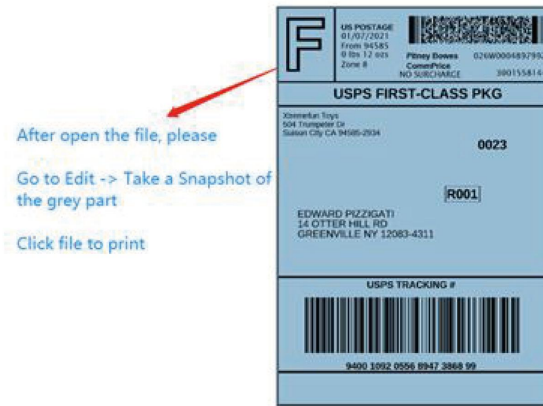 After open the file, please
Go to Edit -> Take a Snapshot of
the grey part
Click file to print
F
US POSTAGE
01/07/2021
From 94585
0 lbs 12 ozs
Zone 8
Pitney Bowes
CommPrice
NO SURCHARGE
USPS FIRST-CLASS PKG
Xtremefun Toys
504 Trumpeter Dr
Suisun City CA 94585-2934
0023
R001
EDWARD PIZZIGATI
14 OTTER HILL RD
GREENVILLE NY 12083-4311
USPS TRACKING #
9400 1092 0556 8947 3868 99